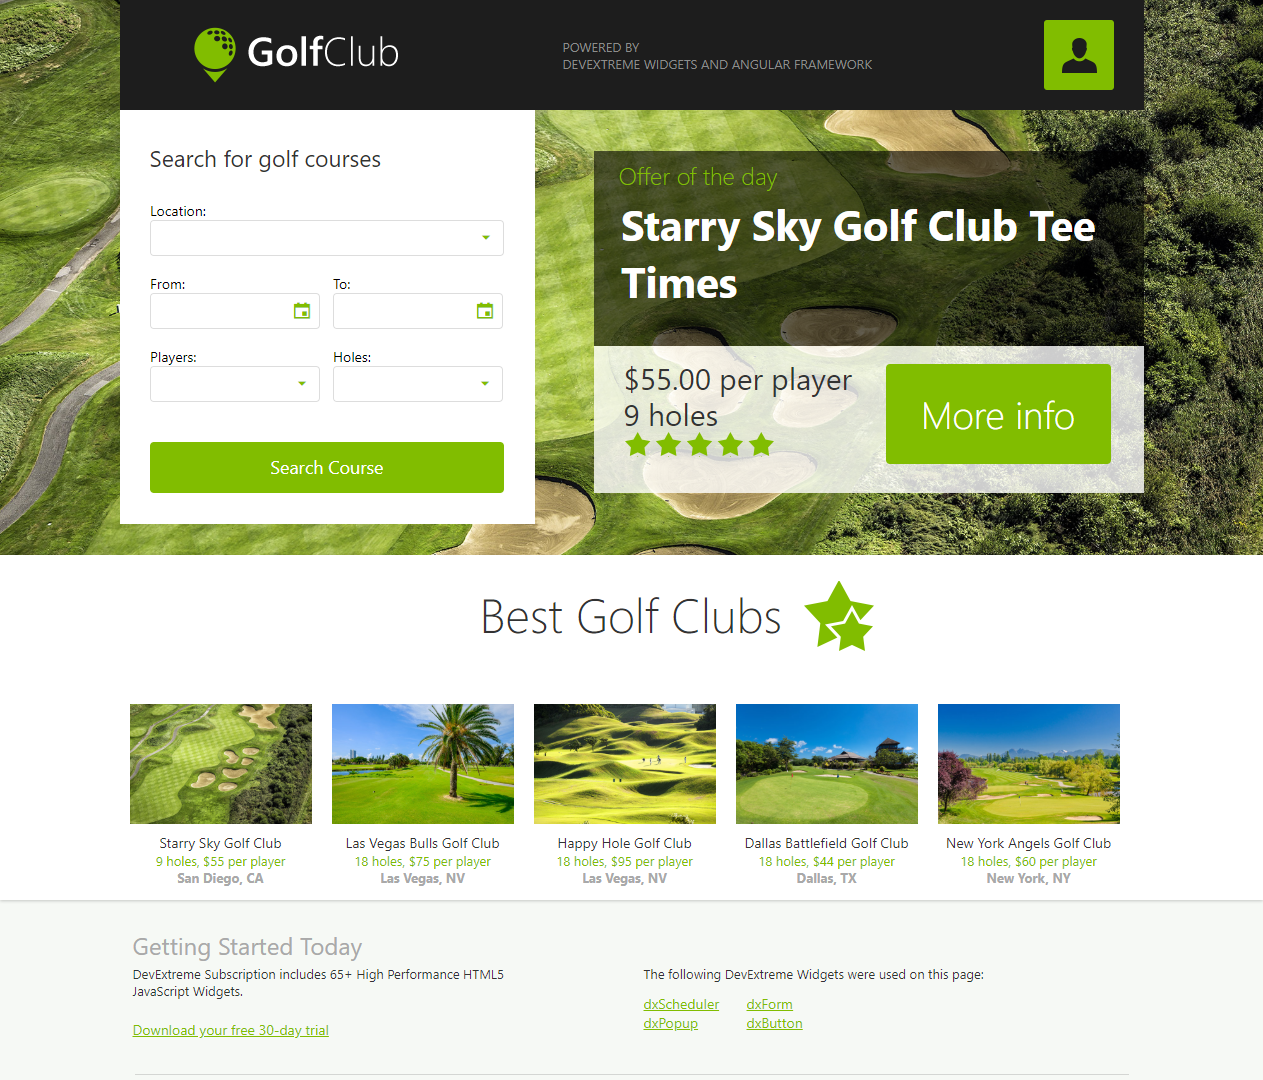 GolfClub
POWERED BY
DEVEXTREME WIDGETS AND ANGULAR FRAMEWORK
Search for golf courses
Location:
From:
To:
Players:
Holes:
Search Course
Offer of the day
Starry Sky Golf Club Tee
Times
$55.00 per player
9 holes
More info
Best Golf Clubs
Starry Sky Golf Club
9 holes, $55 per player
San Diego, CA
Las Vegas Bulls Golf Club
18 holes, $75 per player
Las Vegas, NV
Happy Hole Golf Club
18 holes, $95 per player
Las Vegas, NV
Dallas Battlefield Golf Club
18 holes, $44 per player
Dallas, TX
New York Angels Golf Club
18 holes, $60 per player
New York, NY
Getting Started Today
DevExtreme Subscription includes 65+ High Performance HTML5
JavaScript Widgets.
Download your free 30-day trial
The following DevExtreme Widgets were used on this page:
dxScheduler
dxForm
dxPopup
dxButton